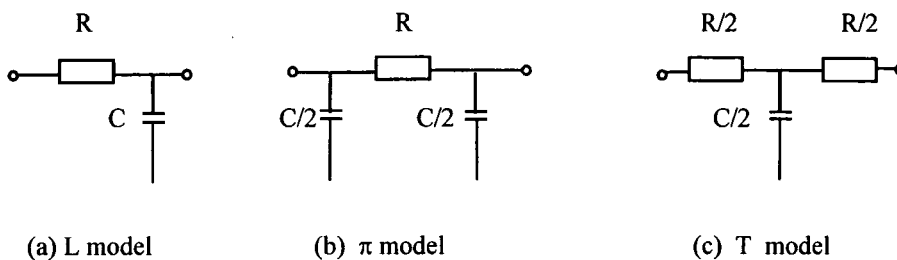 R
R
R/2
R/2
C
C/2
C/2
C/2
(a) L model
(b) π model
(c) T model